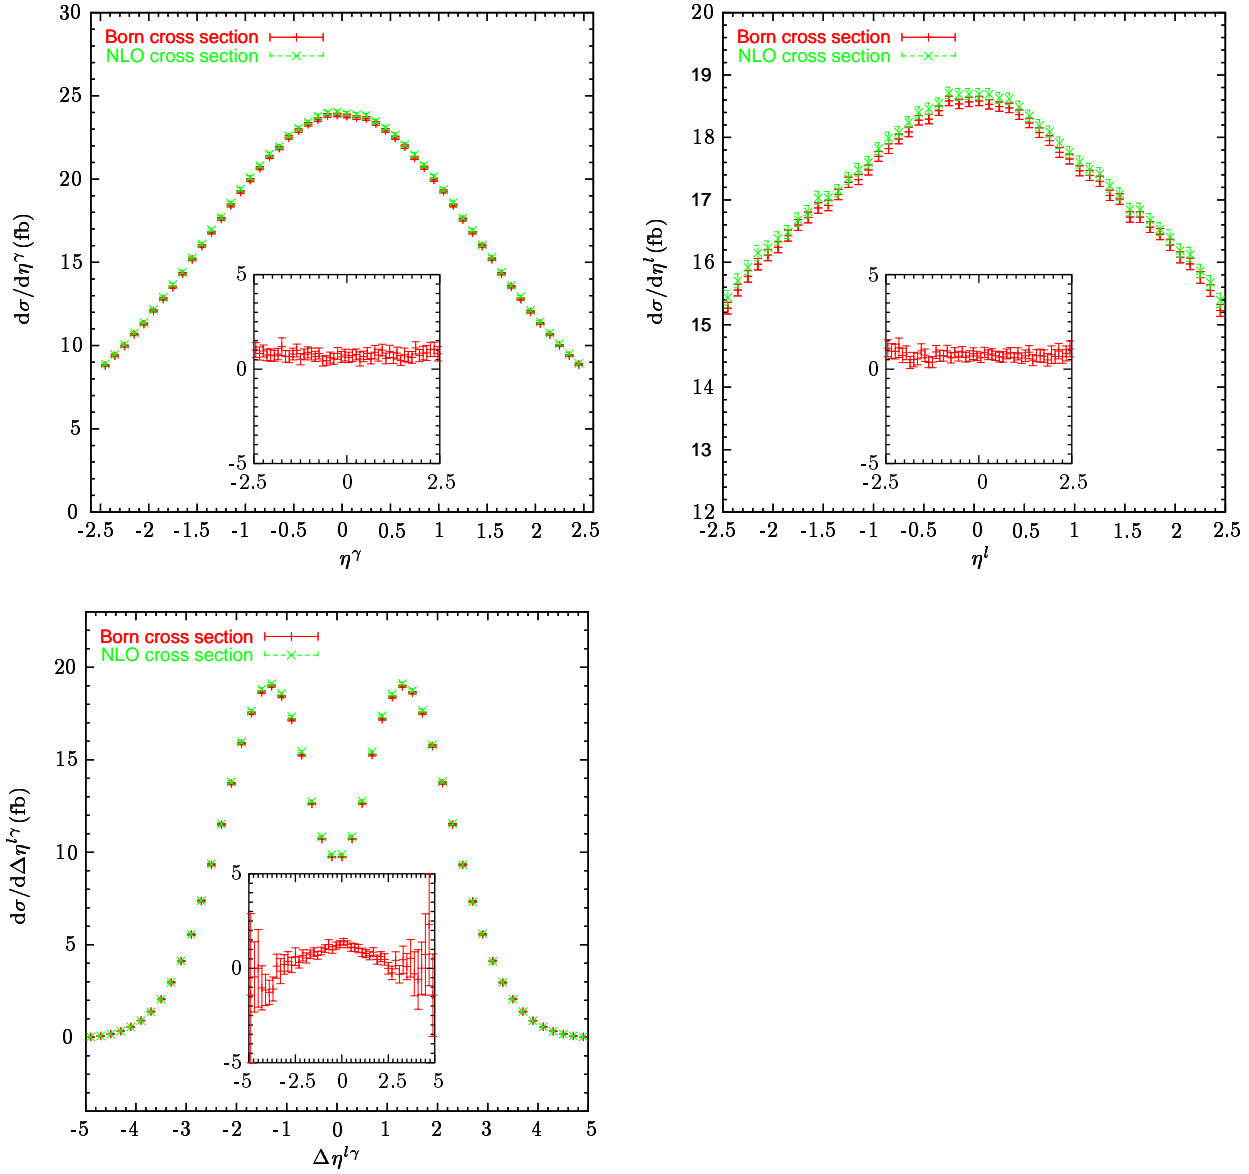 30
25
20
15
10
5
0
dσ/dη^γ (fb)
Born cross section
NLO cross section
5
0
-5
-2.5 0 2.5
-2.5 -2 -1.5 -1 -0.5 0 0.5 1 1.5 2 2.5
η^γ
20
19
18
17
16
15
14
13
12
dσ/dη^l (fb)
Born cross section
NLO cross section
5
0
-5
-2.5 0 2.5
-2.5 -2 -1.5 -1 -0.5 0 0.5 1 1.5 2 2.5
η^l
20
15
10
5
0
dσ/dΔη^{lγ} (fb)
Born cross section
NLO cross section
5
0
-5
-5 -2.5 0 2.5 5
-5 -4 -3 -2 -1 0 1 2 3 4 5
Δη^{lγ}